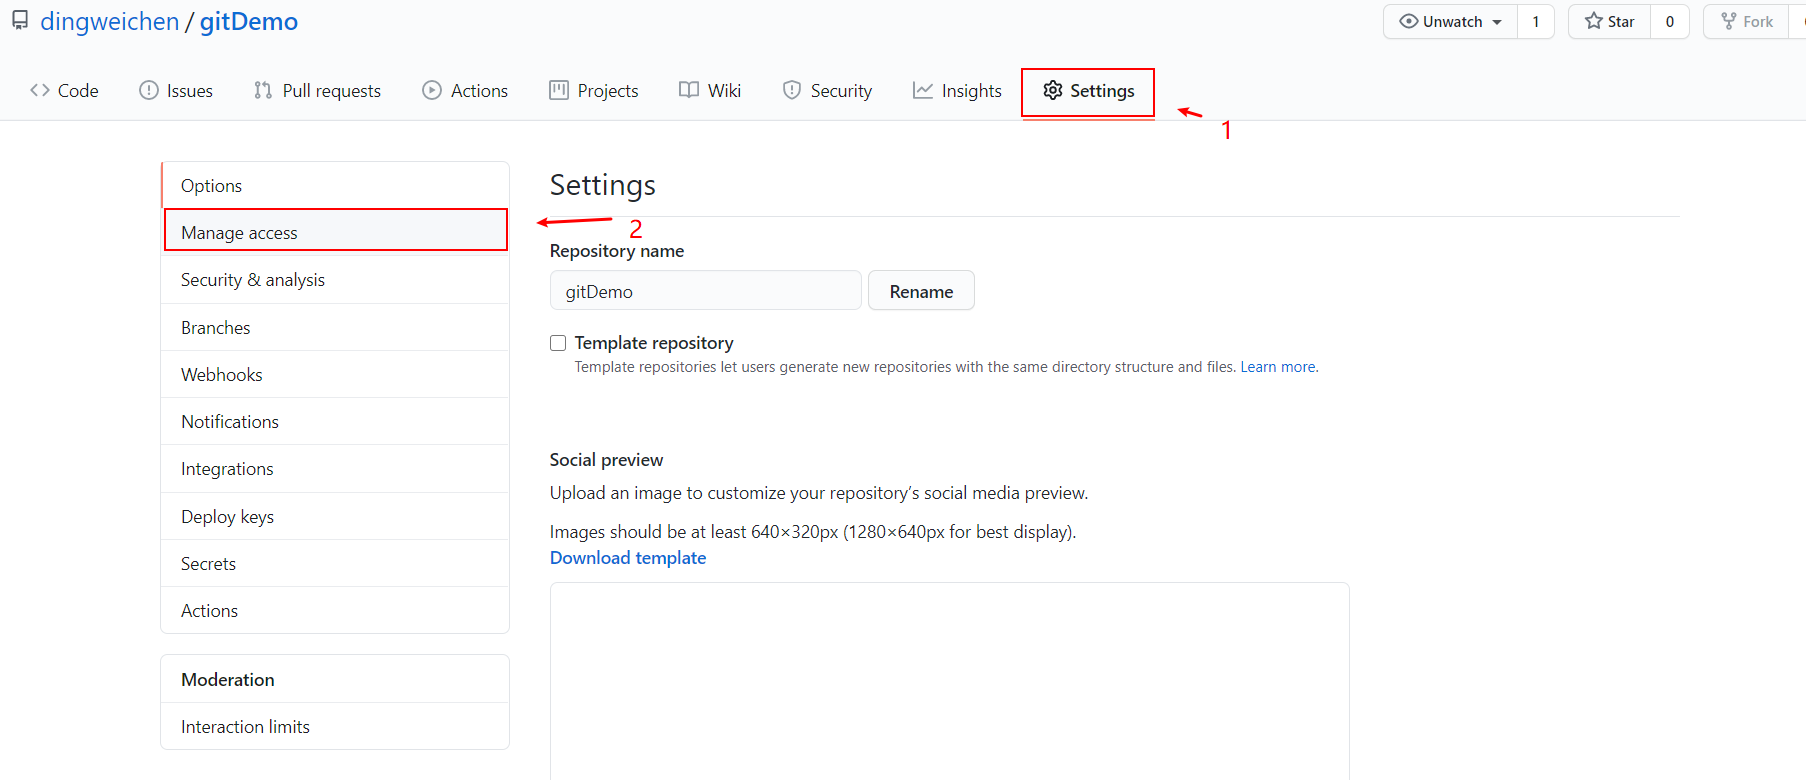 dingweichen / gitDemo
Unwatch 1 Star 0 Fork
Code Issues Pull requests Actions Projects Wiki Security Insights Settings
1
Options
Manage access
Security & analysis
Branches
Webhooks
Notifications
Integrations
Deploy keys
Secrets
Actions
Moderation
Interaction limits
Settings
2
Repository name
gitDemo Rename
Template repository
Template repositories let users generate new repositories with the same directory structure and files. Learn more.
Social preview
Upload an image to customize your repository’s social media preview.
Images should be at least 640×320px (1280×640px for best display).
Download template